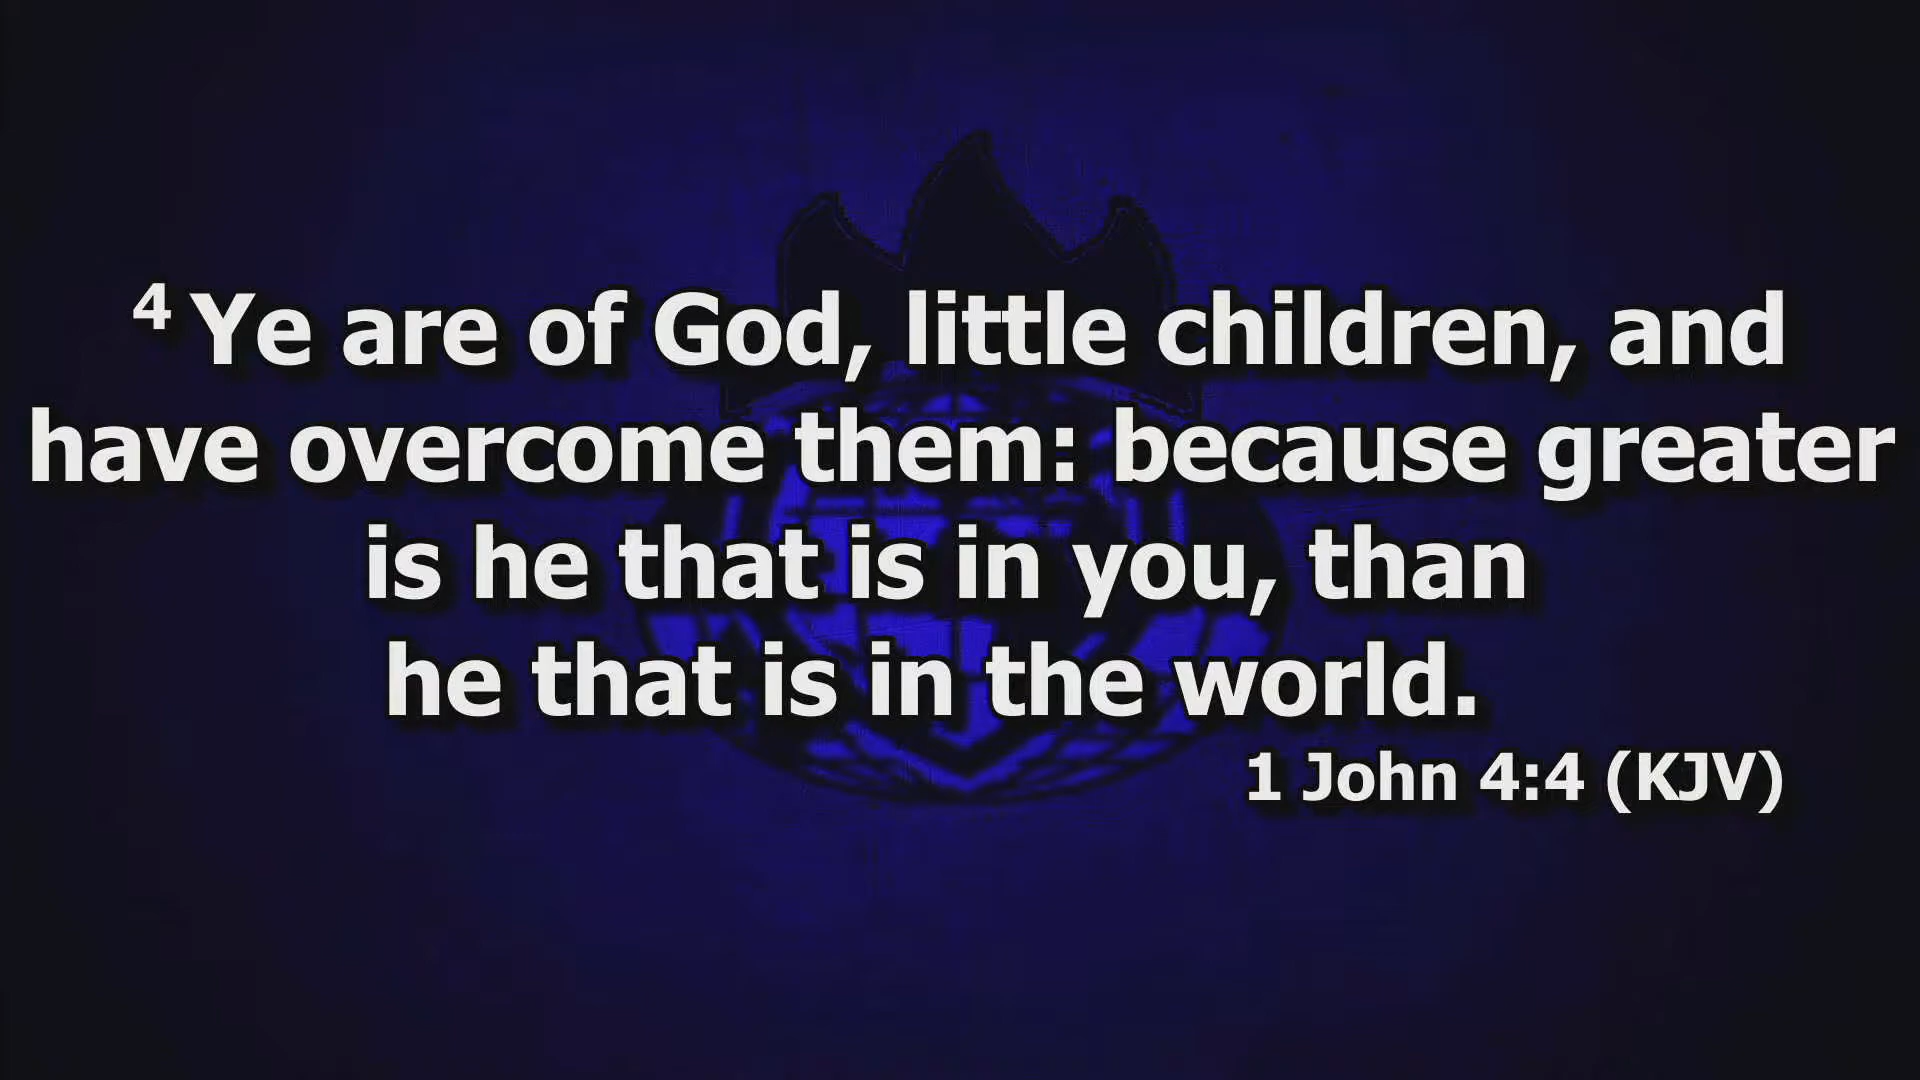 4 Ye are of God, little children, and
have overcome them: because greater
is he that is in you, than
he that is in the world.
1 John 4:4 (KJV)